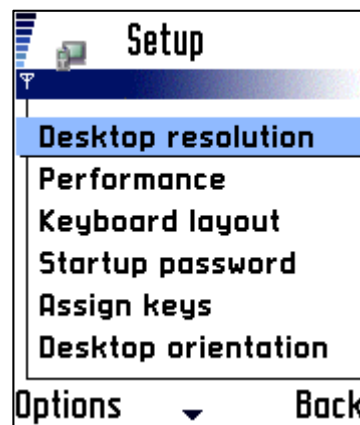 Setup
Desktop resolution
Performance
Keyboard layout
Startup password
Assign keys
Desktop orientation
Options Back